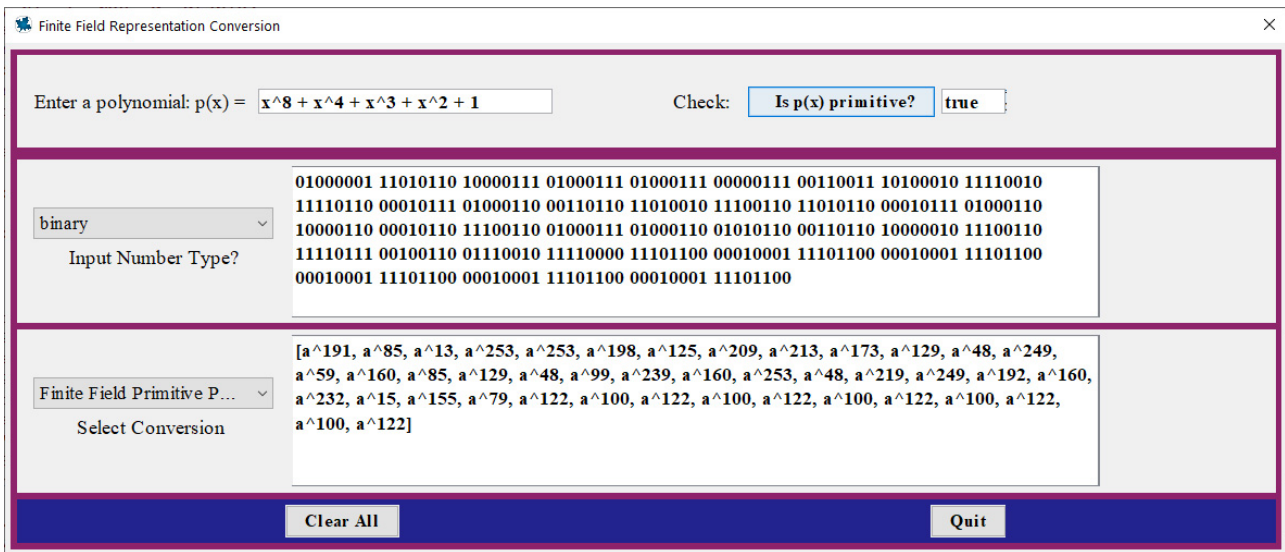 Finite Field Representation Conversion
Enter a polynomial: p(x) = x^8 + x^4 + x^3 + x^2 + 1 Check: Is p(x) primitive? true
01000001 11010110 10000111 01000111 01000111 00000111 00110011 10100010 11110010
11110110 00010111 01000110 00110110 11010010 11100110 11010110 00010111 01000110
10000110 00010110 11100110 01000111 01000110 01010110 00110110 10000010 11100110
11110111 00100110 01110010 11110000 11101100 00010001 11101100 00010001 11101100
00010001 11101100 00010001 11101100 00010001 11101100
binary
Input Number Type?
[a^191, a^85, a^13, a^253, a^253, a^198, a^125, a^209, a^213, a^173, a^129, a^48, a^249,
a^59, a^160, a^85, a^129, a^48, a^99, a^239, a^160, a^253, a^48, a^219, a^249, a^192, a^160,
a^232, a^15, a^155, a^79, a^122, a^100, a^122, a^100, a^122, a^100, a^122, a^100, a^122,
a^100, a^122]
Finite Field Primitive P...
Select Conversion
Clear All Quit